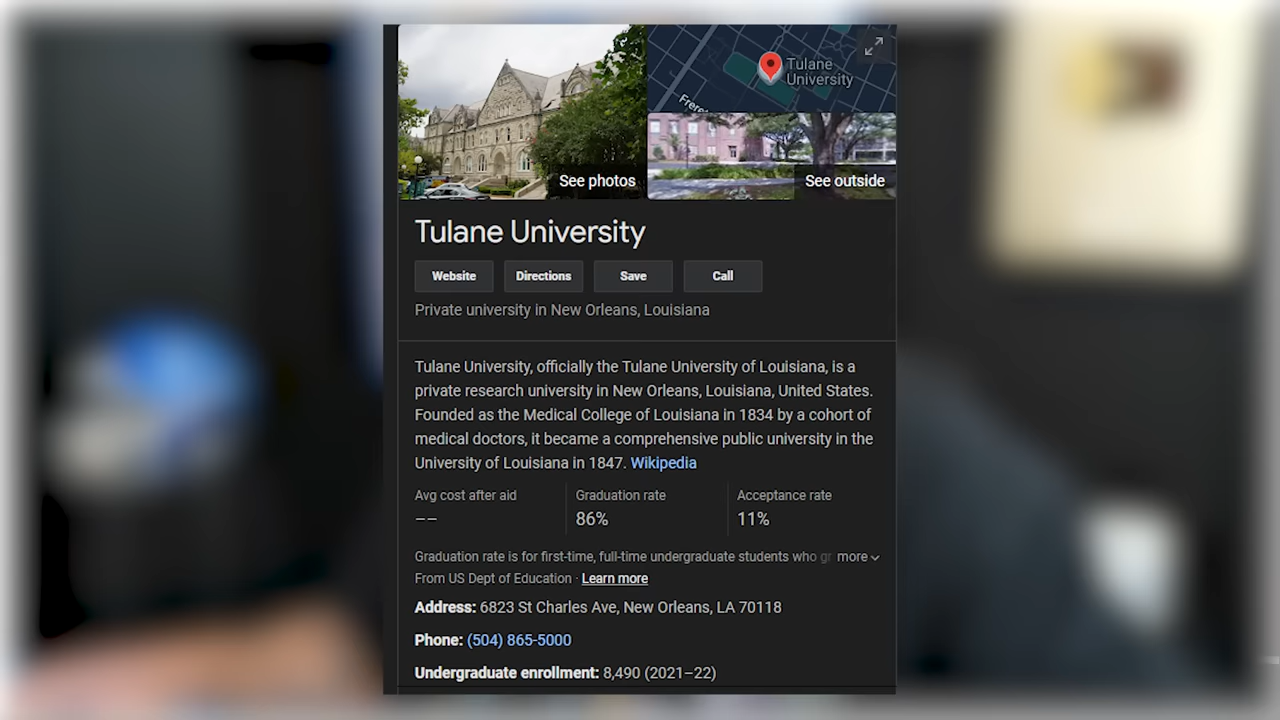 Tulane
University
Frere
See photos
See outside
Tulane University
Website
Directions
Save
Call
Private university in New Orleans, Louisiana
Tulane University, officially the Tulane University of Louisiana, is a
private research university in New Orleans, Louisiana, United States.
Founded as the Medical College of Louisiana in 1834 by a cohort of
medical doctors, it became a comprehensive public university in the
University of Louisiana in 1847. Wikipedia
Avg cost after aid
––
Graduation rate
86%
Acceptance rate
11%
Graduation rate is for first-time, full-time undergraduate students who gr more
From US Dept of Education · Learn more
Address: 6823 St Charles Ave, New Orleans, LA 70118
Phone: (504) 865-5000
Undergraduate enrollment: 8,490 (2021–22)